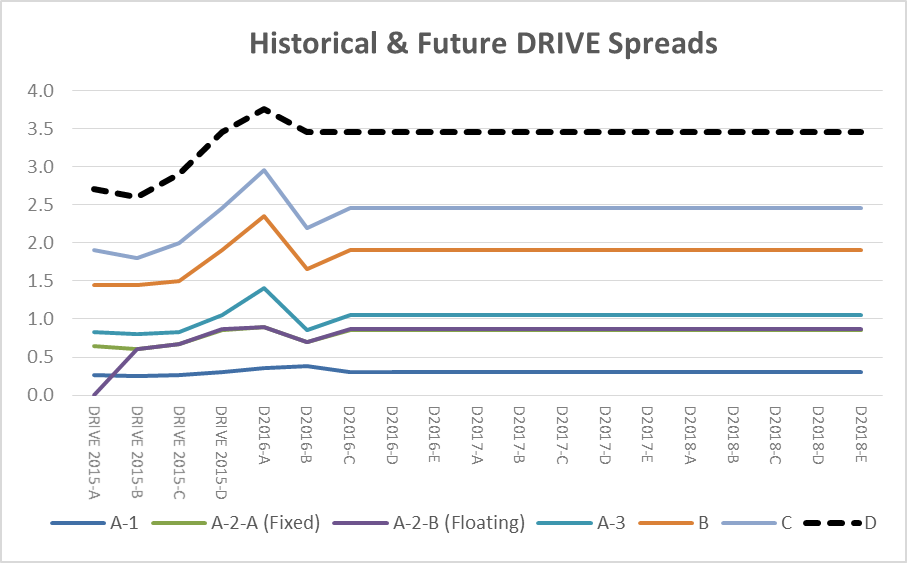 Historical & Future DRIVE Spreads
4.0
3.5
3.0
2.5
2.0
1.5
1.0
0.5
0.0
DRIVE 2015-A
DRIVE 2015-B
DRIVE 2015-C
DRIVE 2015-D
D2016-A
D2016-B
D2016-C
D2016-D
D2016-E
D2017-A
D2017-B
D2017-C
D2017-D
D2017-E
D2018-A
D2018-B
D2018-C
D2018-D
D2018-E
A-1
A-2-A (Fixed)
A-2-B (Floating)
A-3
B
C
D